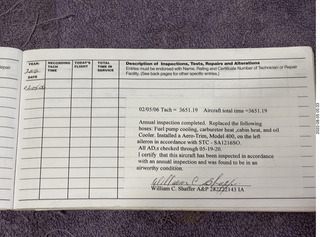 YEAR:
RECORDING TACH TIME
TODAY'S FLIGHT
TOTAL TIME IN SERVICE
Description of Inspections, Tests, Repairs and Alterations
Entries must be endorsed with Name, Rating and Certificate Number of Technician or Repair
Facility. (See back pages for other specific entries.)
DATE
02/05/06 Tach = 3651.19 Aircraft total time =3651.19
Annual inspection completed. Replaced the following
hoses: Fuel pump cooling, carburetor heat ,cabin heat, and oil
Cooler. Installed a Aero-Trim, Model 400, on the left
aileron in accordance with STC - SA1216SO.
All AD,s checked through 05-19-20.
I certify that this aircraft has been inspected in accordance
with an annual inspection and was found to be in an
airworthy condition.
William C Shaffer
William C. Shaffer A&P IA